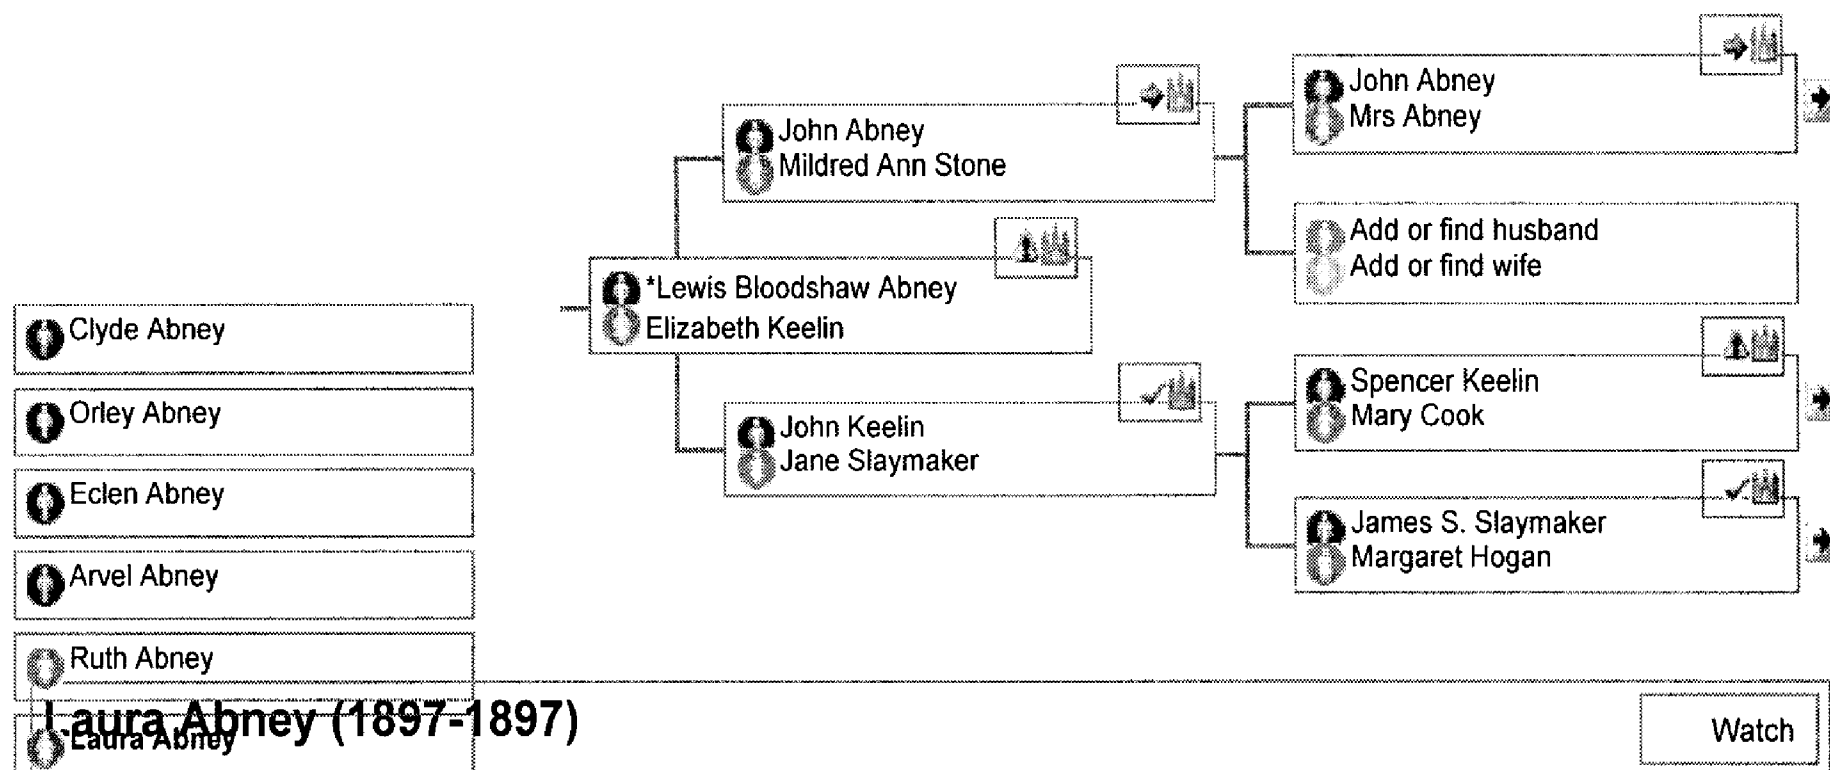 John Abney
Mrs Abney
John Abney
Mildred Ann Stone
Add or find husband
Add or find wife
*Lewis Bloodshaw Abney
Elizabeth Keelin
Clyde Abney
Orley Abney
Eclen Abney
Arvel Abney
Ruth Abney
Laura Abney
Spencer Keelin
Mary Cook
John Keelin
Jane Slaymaker
James S. Slaymaker
Margaret Hogan
Laura Abney (1897-1897)
Watch